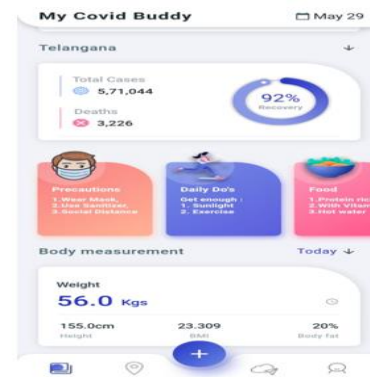 My Covid Buddy
May 29
Telangana
Total Cases
5,71,044
Deaths
3,226
92%
Recovery
Precautions
1.Wear Mask,
2.Use Sanitizer,
3.Social Distance
Daily Do's
Get enough :
1. Sunlight
2. Exercise
Food
1.Protein ric
2.With Vitam
3.Hot water
Body measurement
Today
Weight
56.0 Kgs
155.0cm
Height
23.309
BMI
20%
Body fat